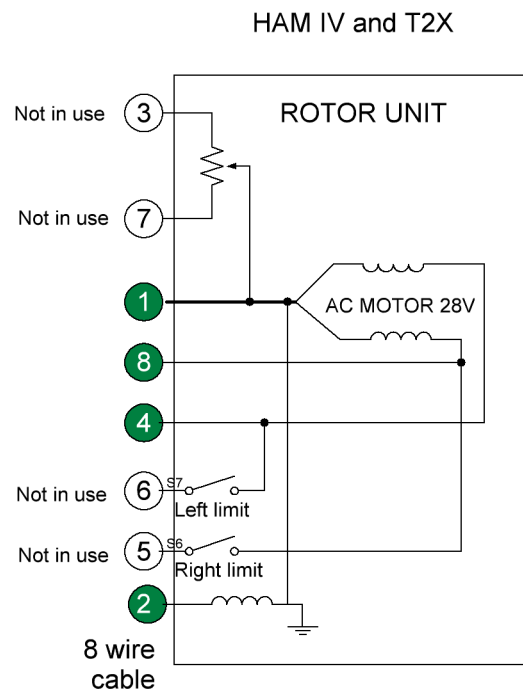 HAM IV and T2X
Not in use 3
ROTOR UNIT
Not in use 7
1
AC MOTOR 28V
8
4
Not in use 6 S7
Left limit
Not in use 5 S6
Right limit
2
8 wire
cable